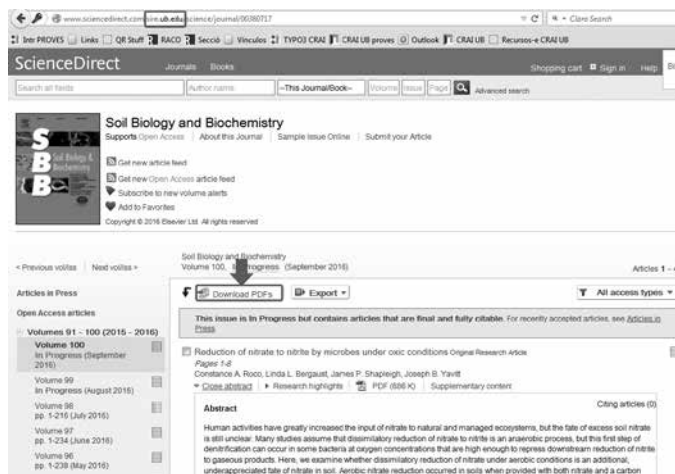 www.sciencedirect.com.sire.ub.edu/science/journal/00380717
Claro Search
Intr PROVES Links QR Stuff RACO Secció Vinculos TYPO3 CRAI CRAI UB proves Outlook CRAI UB Recursos-e CRAI UB
ScienceDirect Journals Books Shopping cart Sign in Help
Search all fields Author name --This Journal/Book-- Volume Issue Page Advanced search
SBB
Soil Biology & Biochemistry
Soil Biology and Biochemistry
Supports Open Access About this Journal Sample Issue Online Submit your Article
Get new article feed
Get new Open Access article feed
Subscribe to new volume alerts
Add to Favorites
Copyright © 2016 Elsevier Ltd. All rights reserved
Soil Biology and Biochemistry
< Previous vol/iss Next vol/iss > Volume 100, In Progress (September 2016) Articles 1 -
Articles in Press
Download PDFs Export All access types
Open Access articles
Volumes 91 - 100 (2015 - 2016)
Volume 100
In Progress (September 2016)
Volume 99
In Progress (August 2016)
Volume 98
pp. 1-216 (July 2016)
Volume 97
pp. 1-234 (June 2016)
Volume 96
pp. 1-238 (May 2016)
This issue is In Progress but contains articles that are final and fully citable. For recently accepted articles, see Articles in
Press.
Reduction of nitrate to nitrite by microbes under oxic conditions Original Research Article
Pages 1-8
Constance A. Roco, Linda L. Bergaust, James P. Shapleigh, Joseph B. Yavitt
Close abstract Research highlights PDF (686 K) Supplementary content
Abstract Citing articles (0)
Human activities have greatly increased the input of nitrate to natural and managed ecosystems, but the fate of excess soil nitrate
is still unclear. Many studies assume that dissimilatory reduction of nitrate to nitrite is an anaerobic process, but this first step of
denitrification can occur in some bacteria at oxygen concentrations that are high enough to repress downstream reduction of nitrite
to gaseous products. Here, we examine whether dissimilatory reduction of nitrate under aerobic conditions is an additional,
underappreciated fate of nitrate in soil. Aerobic nitrate reduction occurred in soils when provided with both nitrate and a carbon